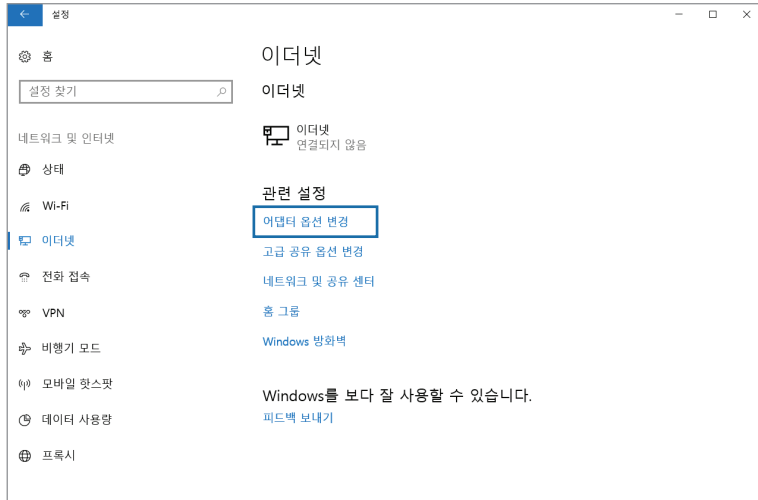 설정
홈
설정 찾기
네트워크 및 인터넷
상태
Wi-Fi
이더넷
전화 접속
VPN
비행기 모드
모바일 핫스팟
데이터 사용량
프록시
이더넷
이더넷
이더넷
연결되지 않음
관련 설정
어댑터 옵션 변경
고급 공유 옵션 변경
네트워크 및 공유 센터
홈 그룹
Windows 방화벽
Windows를 보다 잘 사용할 수 있습니다.
피드백 보내기